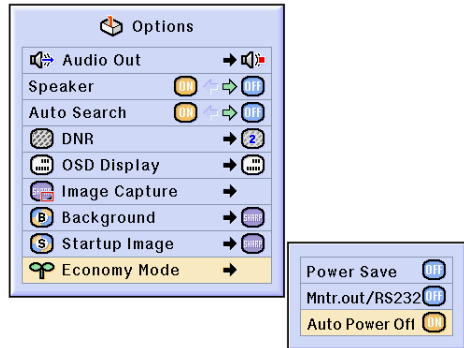 Options
Audio Out
Speaker ON OFF
Auto Search ON OFF
DNR 2
OSD Display
Image Capture
B Background SHARP
S Startup Image SHARP
Economy Mode
Power Save OFF
Mntr.out/RS232 OFF
Auto Power Off ON